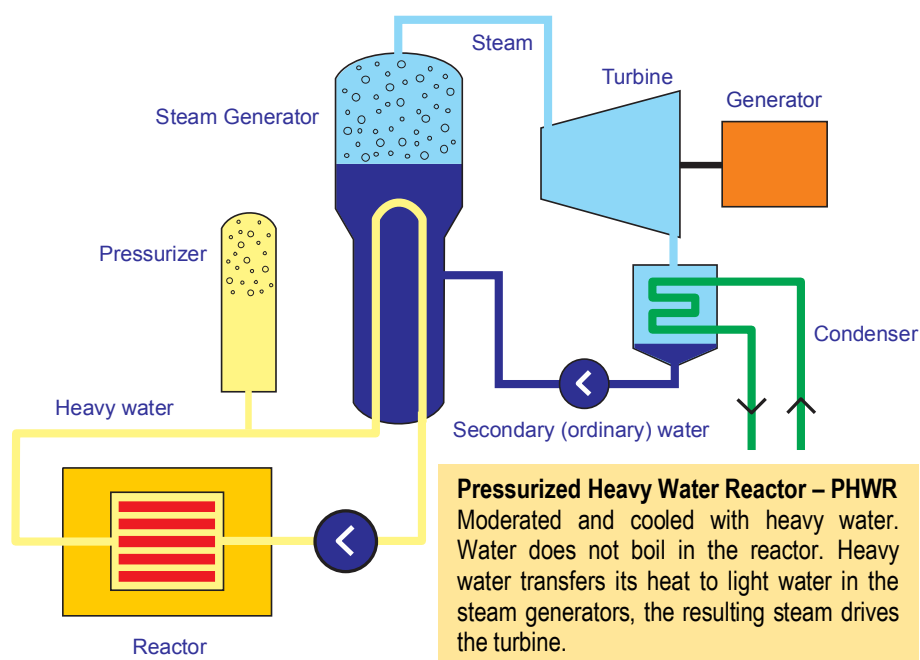 Steam
Turbine
Generator
Steam Generator
Pressurizer
Condenser
Heavy water
Secondary (ordinary) water
Pressurized Heavy Water Reactor – PHWR
Moderated and cooled with heavy water.
Water does not boil in the reactor. Heavy
water transfers its heat to light water in the
steam generators, the resulting steam drives
the turbine.
Reactor